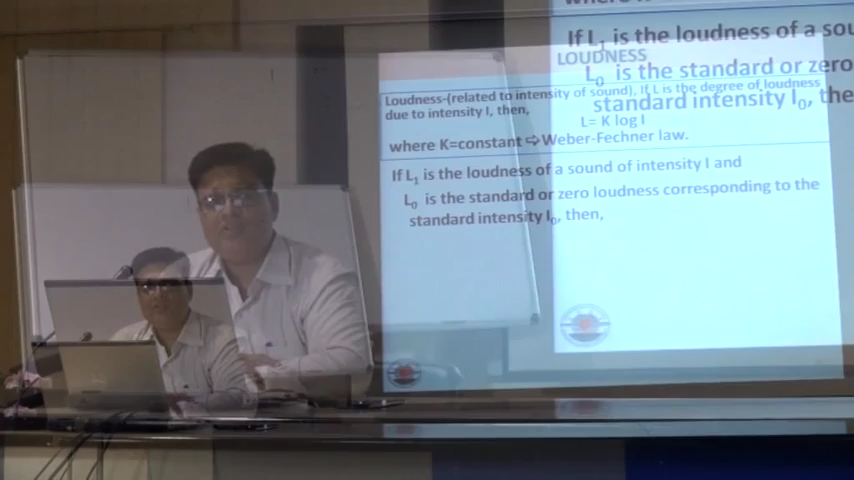 LOUDNESS
Loudness-(related to intensity of sound), If L is the degree of loudness
due to intensity I, then,
L= K log I
where K=constant ⇨Weber-Fechner law.
If L₁ is the loudness of a sound of intensity I and
L₀ is the standard or zero loudness corresponding to the
standard intensity I₀, then,
If L₁ is the loudness of a sou
L₀ is the standard or zero
standard intensity I₀, the